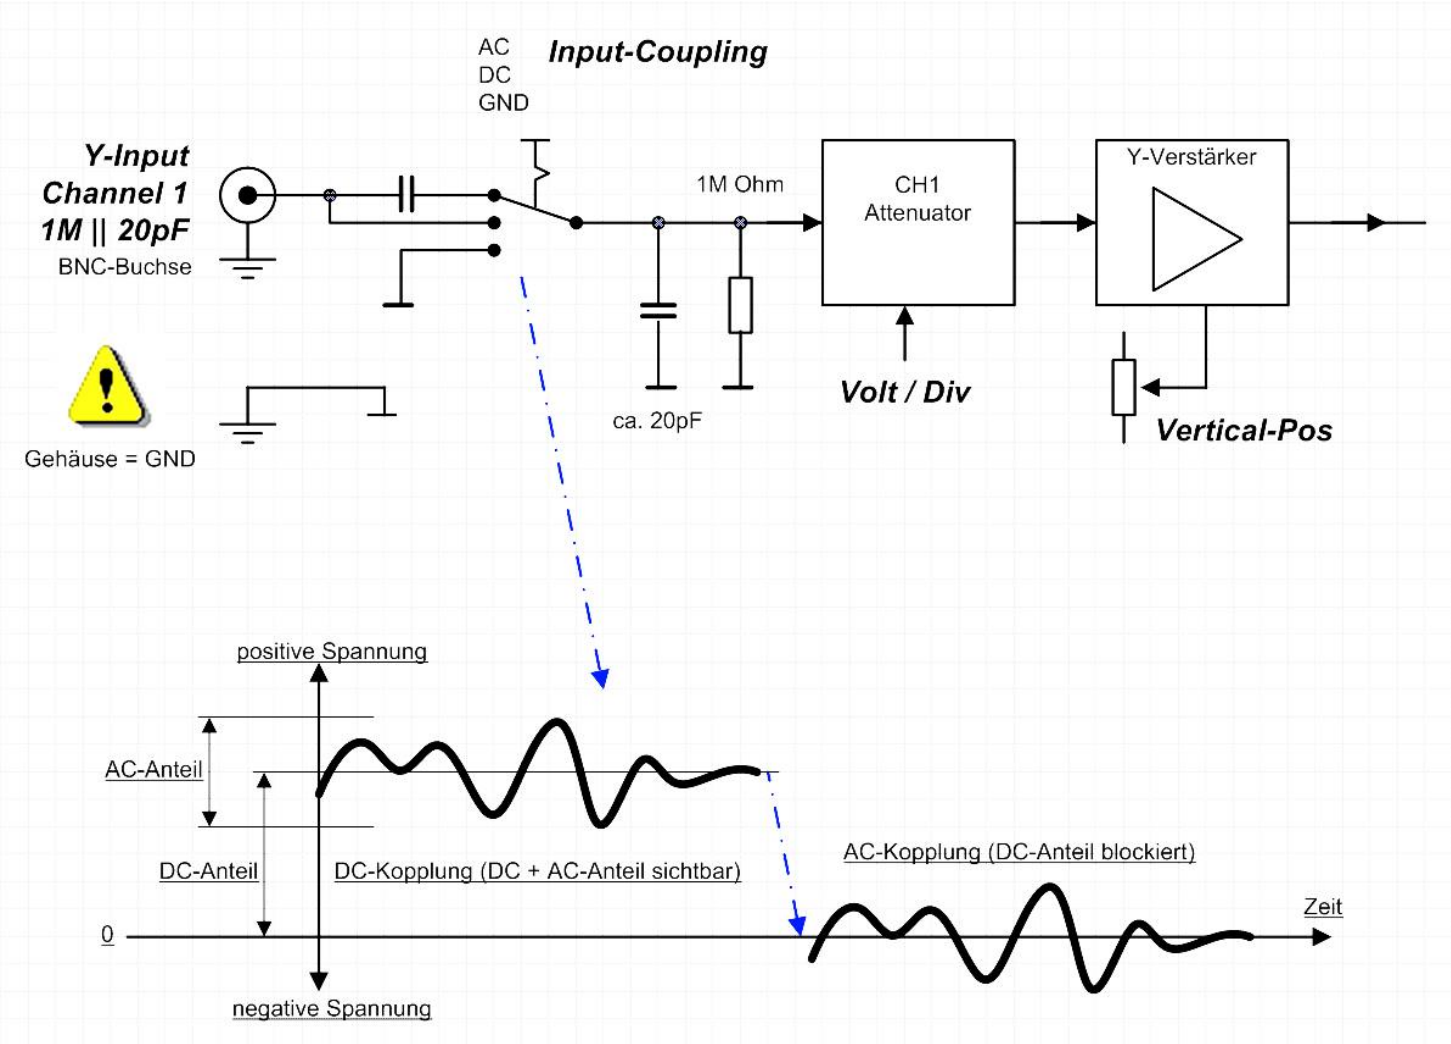 AC
DC
GND
Input-Coupling
Y-Input
Channel 1
1M || 20pF
BNC-Buchse
1M Ohm
CH1
Attenuator
Y-Verstärker
Volt / Div
Vertical-Pos
ca. 20pF
Gehäuse = GND
positive Spannung
AC-Anteil
DC-Anteil
DC-Kopplung (DC + AC-Anteil sichtbar)
AC-Kopplung (DC-Anteil blockiert)
Zeit
0
negative Spannung